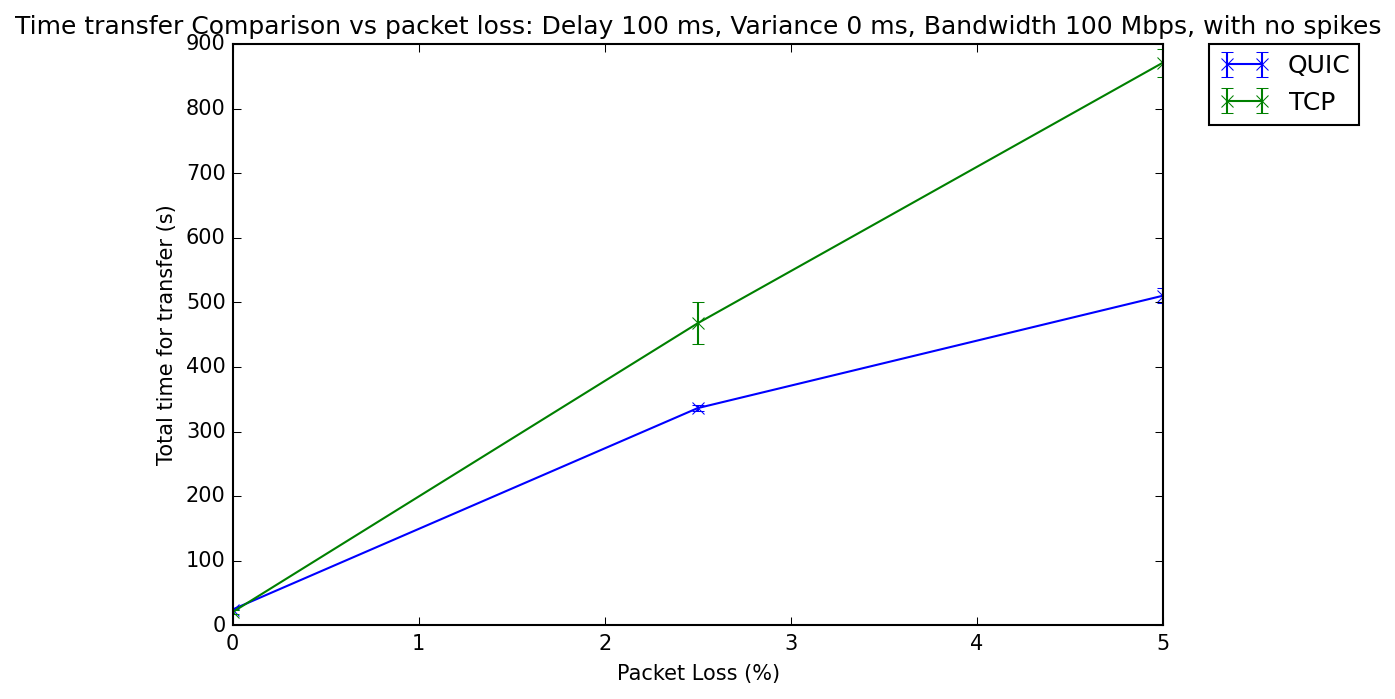 Time transfer Comparison vs packet loss: Delay 100 ms, Variance 0 ms, Bandwidth 100 Mbps, with no spikes
QUIC
TCP
Total time for transfer (s)
900
800
700
600
500
400
300
200
100
0
0 1 2 3 4 5
Packet Loss (%)